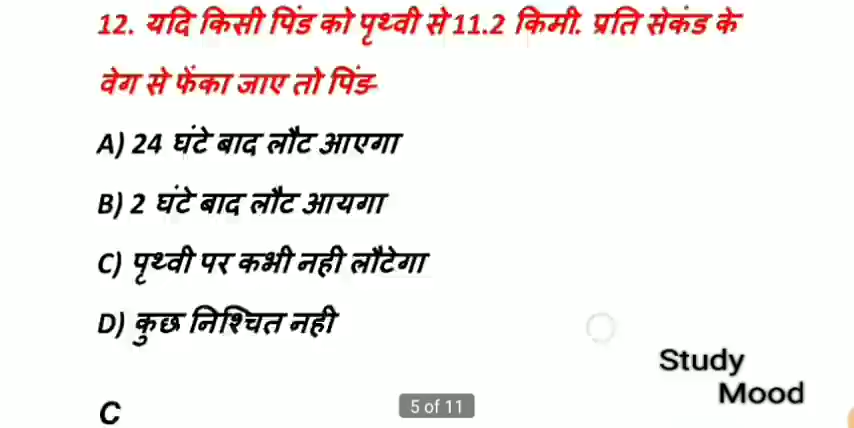 12. यदि किसी पिंड को पृथ्वी से 11.2 किमी. प्रति सेकंड के
वेग से फेंका जाए तो पिंड-
A) 24 घंटे बाद लौट आएगा
B) 2 घंटे बाद लौट आयगा
C) पृथ्वी पर कभी नही लौटेगा
D) कुछ निश्चित नही
Study
Mood
C
5 of 11